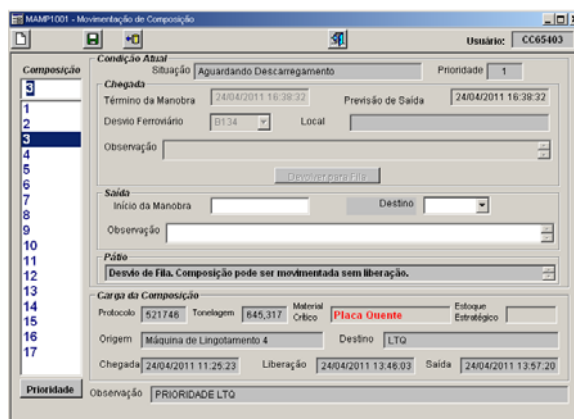 MAMP1001 - Movimentação de Composição
Usuário: CC65403
Composição
3
1
2
3
4
5
6
7
8
9
10
11
12
13
14
15
16
17
Prioridade
Condição Atual
Situação Aguardando Descarregamento Prioridade 1
Chegada
Término da Manobra 24/04/2011 16:38:32 Previsão de Saída 24/04/2011 16:38:32
Desvio Ferroviário B134 Local
Observação
Devolver para Fila
Saída
Início da Manobra Destino
Observação
Pátio
Desvio de Fila. Composição pode ser movimentada sem liberação.
Carga da Composição
Protocolo 521746 Tonelagem 645,317 Material Crítico Placa Quente Estoque Estratégico
Origem Máquina de Lingotamento 4 Destino LTQ
Chegada 24/04/2011 11:25:23 Liberação 24/04/2011 13:46:03 Saída 24/04/2011 13:57:20
Observação PRIORIDADE LTQ